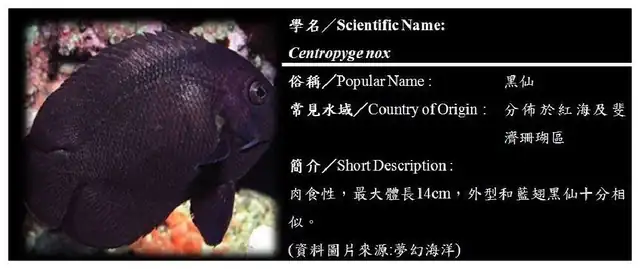 學名／Scientific Name:
Centropyge nox
俗稱／Popular Name : 黑仙
常見水域／Country of Origin : 分佈於紅海及斐
濟珊瑚區
簡介／Short Description :
肉食性，最大體長14cm，外型和藍翅黑仙十分相
似。
(資料圖片來源:夢幻海洋)